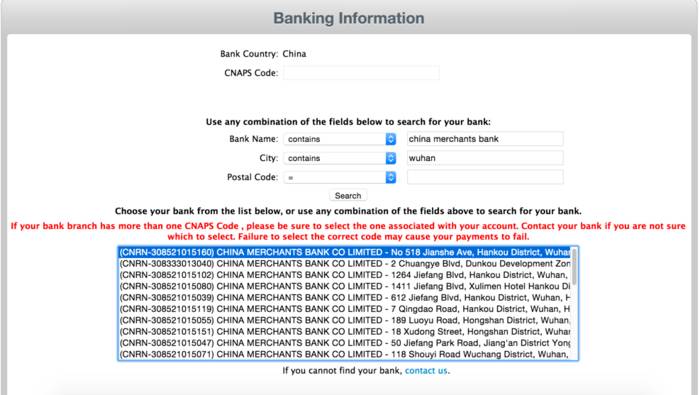 Banking Information
Bank Country: China
CNAPS Code:
Use any combination of the fields below to search for your bank:
Bank Name: contains china merchants bank
City: contains wuhan
Postal Code: =
Search
Choose your bank from the list below, or use any combination of the fields above to search for your bank.
If your bank branch has more than one CNAPS Code , please be sure to select the one associated with your account. Contact your bank if you are not sure
which to select. Failure to select the correct code may cause your payments to fail.
(CNRN-308521015160) CHINA MERCHANTS BANK CO LIMITED - No 518 Jianshe Ave, Hankou District, Wuhan
(CNRN-308333013040) CHINA MERCHANTS BANK CO LIMITED - 2 Chuangye Blvd, Dunkou Development Zon
(CNRN-308521015102) CHINA MERCHANTS BANK CO LIMITED - 1264 Jiefang Blvd, Hankou District, Wuhan,
(CNRN-308521015080) CHINA MERCHANTS BANK CO LIMITED - 1411 Jiefang Blvd, Xulimen Hotel Hankou Di
(CNRN-308521015039) CHINA MERCHANTS BANK CO LIMITED - 612 Jiefang Blvd, Hankou District, Wuhan, H
(CNRN-308521015119) CHINA MERCHANTS BANK CO LIMITED - 7 Qingdao Road, Hankou District, Wuhan, H
(CNRN-308521015055) CHINA MERCHANTS BANK CO LIMITED - 189 Luoyu Road, Hongshan District, Wuhan,
(CNRN-308521015151) CHINA MERCHANTS BANK CO LIMITED - 18 Xudong Street, Hongshan District, Wuhan,
(CNRN-308521015047) CHINA MERCHANTS BANK CO LIMITED - 50 Jiefang Park Road, Jiang'an District Yong
(CNRN-308521015071) CHINA MERCHANTS BANK CO LIMITED - 118 Shouyi Road Wuchang District, Wuhan,
If you cannot find your bank, contact us.